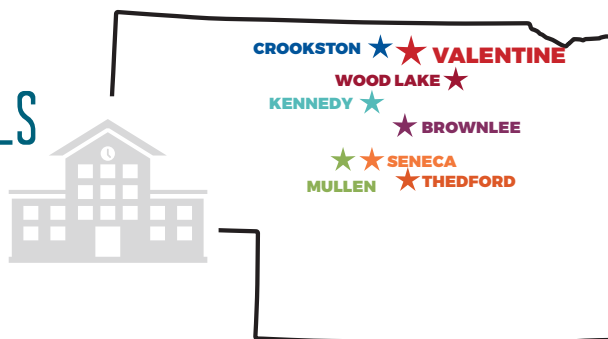 CROOKSTON
VALENTINE
WOOD LAKE
KENNEDY
BROWNLEE
LS
SENECA
MULLEN
THEDFORD